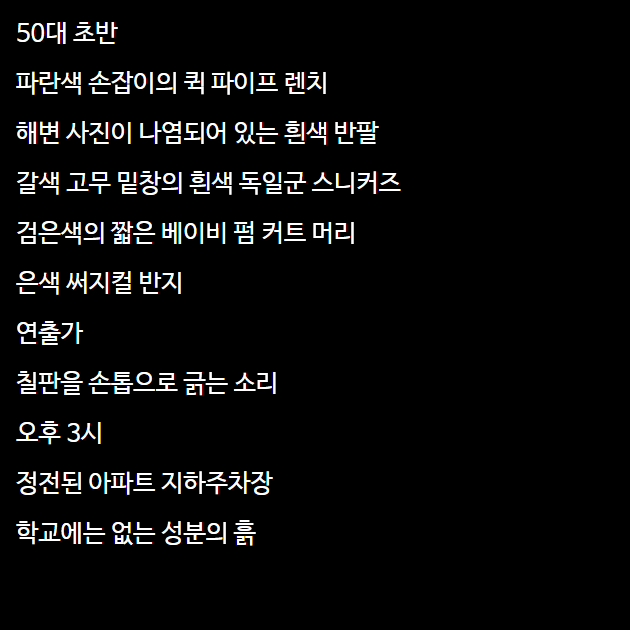 50대 초반
파란색 손잡이의 퀵 파이프 렌치
해변 사진이 나염되어 있는 흰색 반팔
갈색 고무 밑창의 흰색 독일군 스니커즈
검은색의 짧은 베이비 펌 커트 머리
은색 써지컬 반지
연출가
칠판을 손톱으로 긁는 소리
오후 3시
정전된 아파트 지하주차장
학교에는 없는 성분의 흙